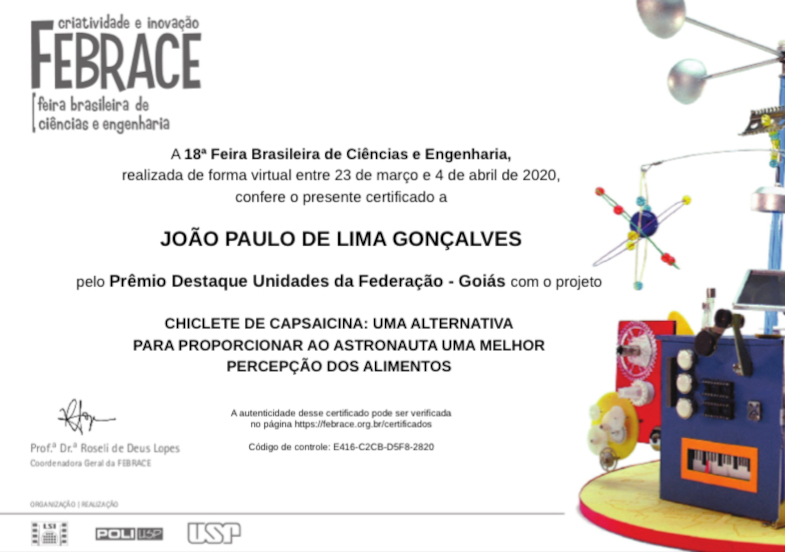 criatividade e inovação
FEBRACE
feira brasileira de
ciências e engenharia
A 18ª Feira Brasileira de Ciências e Engenharia,
realizada de forma virtual entre 23 de março e 4 de abril de 2020,
confere o presente certificado a
JOÃO PAULO DE LIMA GONÇALVES
pelo Prêmio Destaque Unidades da Federação - Goiás com o projeto
CHICLETE DE CAPSAICINA: UMA ALTERNATIVA
PARA PROPORCIONAR AO ASTRONAUTA UMA MELHOR
PERCEPÇÃO DOS ALIMENTOS
A autenticidade desse certificado pode ser verificada
no página https://febrace.org.br/certificados
Código de controle: E416-C2CB-D5F8-2820
Prof.ª Dr.ª Roseli de Deus Lopes
Coordenadora Geral da FEBRACE
ORGANIZAÇÃO | REALIZAÇÃO
LSI
POLI USP
USP